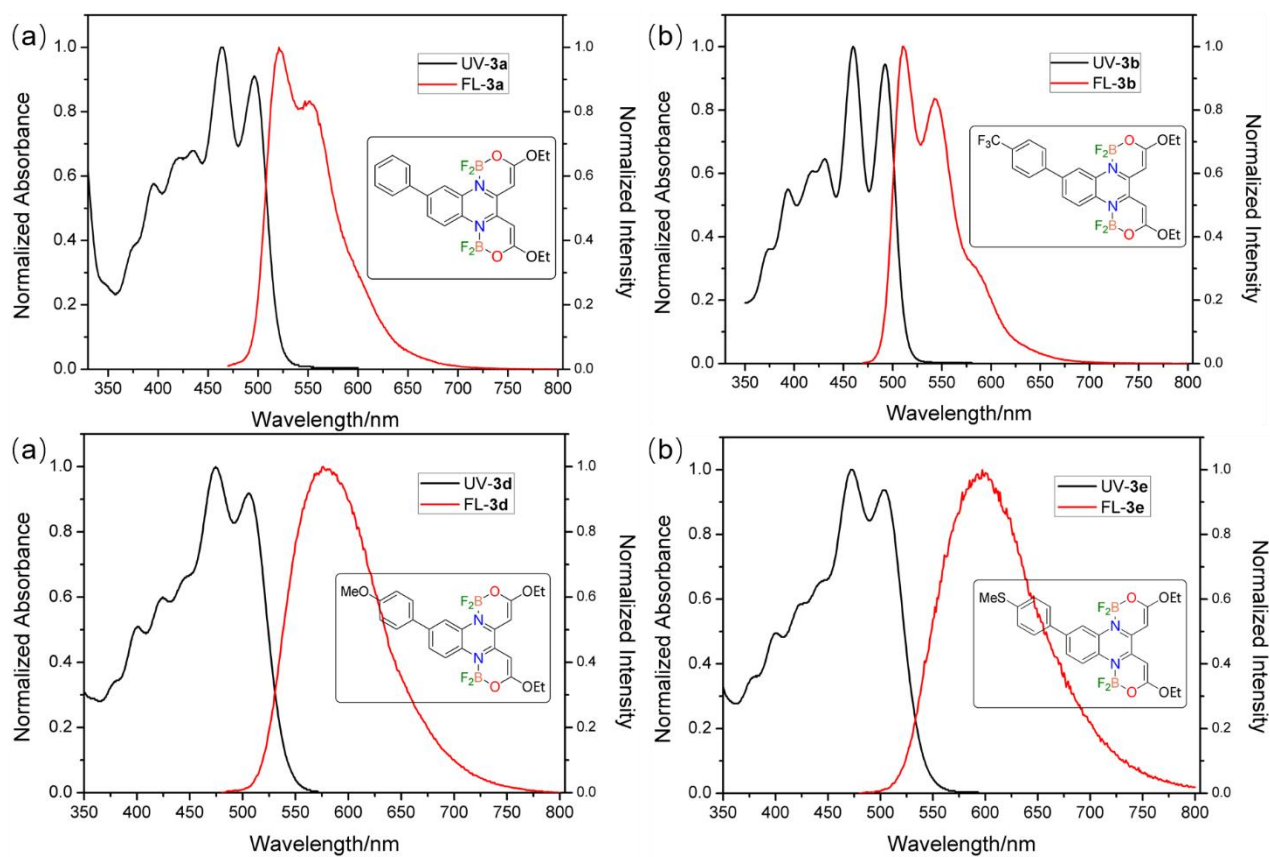 (a)
Normalized Absorbance
1.0
0.8
0.6
0.4
0.2
0.0
UV-3a
FL-3a
B
O
OEt
F2
N
N
F2
B
O
OEt
1.0
0.8
0.6
0.4
0.2
0.0
Normalized Intensity
350 400 450 500 550 600 650 700 750 800
Wavelength/nm
(b)
Normalized Absorbance
1.0
0.8
0.6
0.4
0.2
0.0
UV-3b
FL-3b
F3C
B
O
OEt
F2
N
N
F2
B
O
OEt
1.0
0.8
0.6
0.4
0.2
0.0
Normalized Intensity
350 400 450 500 550 600 650 700 750 800
Wavelength/nm
(a)
Normalized Absorbance
1.0
0.8
0.6
0.4
0.2
0.0
UV-3d
FL-3d
MeO
F2
B
O
OEt
N
N
F2
B
O
OEt
1.0
0.8
0.6
0.4
0.2
0.0
Normalized Intensity
350 400 450 500 550 600 650 700 750 800
Wavelength/nm
(b)
Normalized Absorbance
1.0
0.8
0.6
0.4
0.2
0.0
UV-3e
FL-3e
MeS
F2
B
O
OEt
N
N
F2
B
O
OEt
1.0
0.8
0.6
0.4
0.2
0.0
Normalized Intensity
350 400 450 500 550 600 650 700 750 800
Wavelength/nm